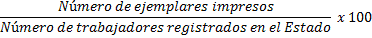 Número de ejemplares impresos
Número de trabajadores registrados en el Estado x 100